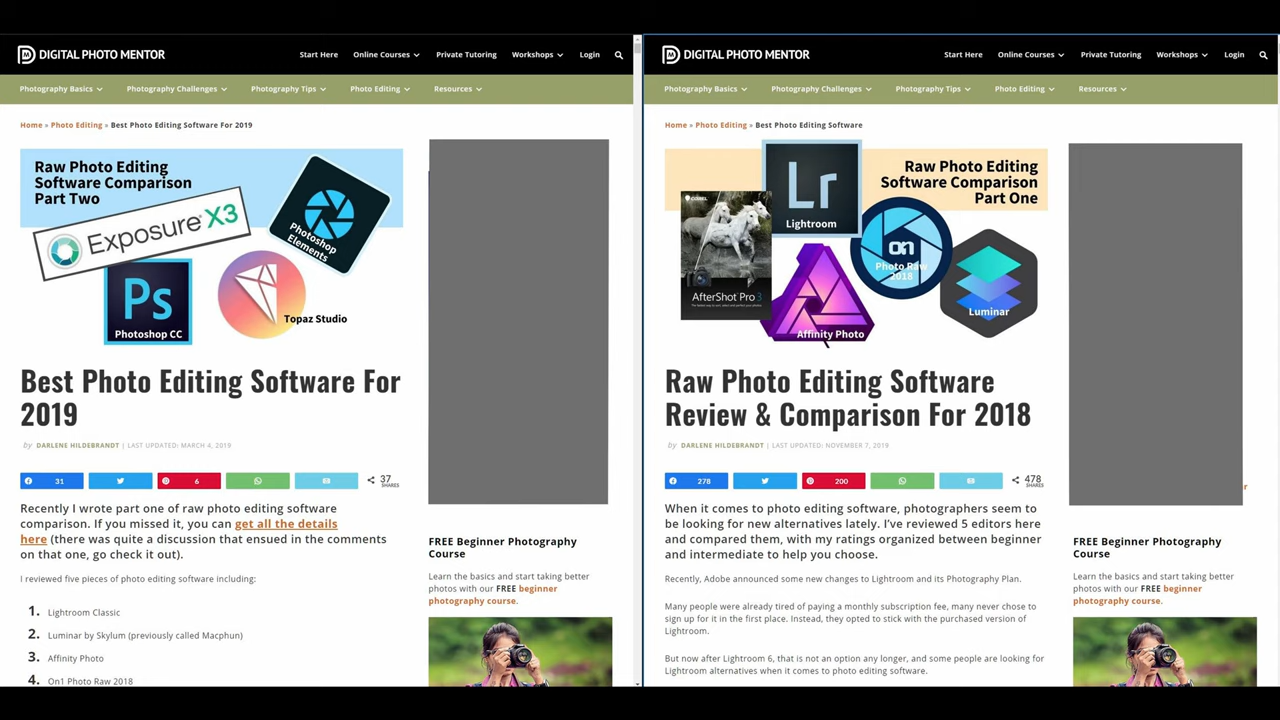 DIGITAL PHOTO MENTOR
Start Here Online Courses Private Tutoring Workshops Login
Photography Basics Photography Challenges Photography Tips Photo Editing Resources
Home » Photo Editing » Best Photo Editing Software For 2019
Raw Photo Editing
Software Comparison
Part Two
Exposure X3
Photoshop
Elements
Ps
Photoshop CC
Topaz Studio
Best Photo Editing Software For
2019
by DARLENE HILDEBRANDT | LAST UPDATED: MARCH 4, 2019
31 6 37
SHARES
Recently I wrote part one of raw photo editing software
comparison. If you missed it, you can get all the details
here (there was quite a discussion that ensued in the comments
on that one, go check it out).
I reviewed five pieces of photo editing software including:
1. Lightroom Classic
2. Luminar by Skylum (previously called Macphun)
3. Affinity Photo
4. On1 Photo Raw 2018
FREE Beginner Photography
Course
Learn the basics and start taking better
photos with our FREE beginner
photography course.
DIGITAL PHOTO MENTOR
Start Here Online Courses Private Tutoring Workshops Login
Photography Basics Photography Challenges Photography Tips Photo Editing Resources
Home » Photo Editing » Best Photo Editing Software
Raw Photo Editing
Software Comparison
Part One
Lr
Lightroom
COREL
AfterShot Pro 3
on
Photo Raw
2018
Affinity Photo
Luminar
Raw Photo Editing Software
Review & Comparison For 2018
by DARLENE HILDEBRANDT | LAST UPDATED: NOVEMBER 7, 2019
278 200 478
SHARES
When it comes to photo editing software, photographers seem to
be looking for new alternatives lately. I've reviewed 5 editors here
and compared them, with my ratings organized between beginner
and intermediate to help you choose.
Recently, Adobe announced some new changes to Lightroom and its Photography Plan.
Many people were already tired of paying a monthly subscription fee, many never chose to
sign up for it in the first place. Instead, they opted to stick with the purchased version of
Lightroom.
But now after Lightroom 6, that is not an option any longer, and some people are looking for
Lightroom alternatives when it comes to photo editing software.
FREE Beginner Photography
Course
Learn the basics and start taking better
photos with our FREE beginner
photography course.